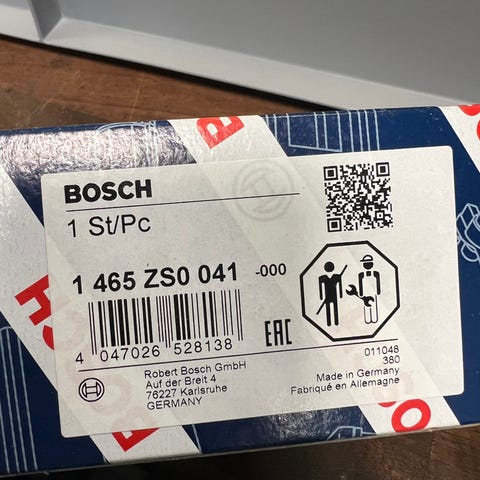 BOSCH
1 St/Pc
1 465 ZS0 041 -000
4 047026 528138
EAC
011048
380
Robert Bosch GmbH
Auf der Breit 4
76227 Karlsruhe
GERMANY
Made in Germany
Fabriqué en Allemagne